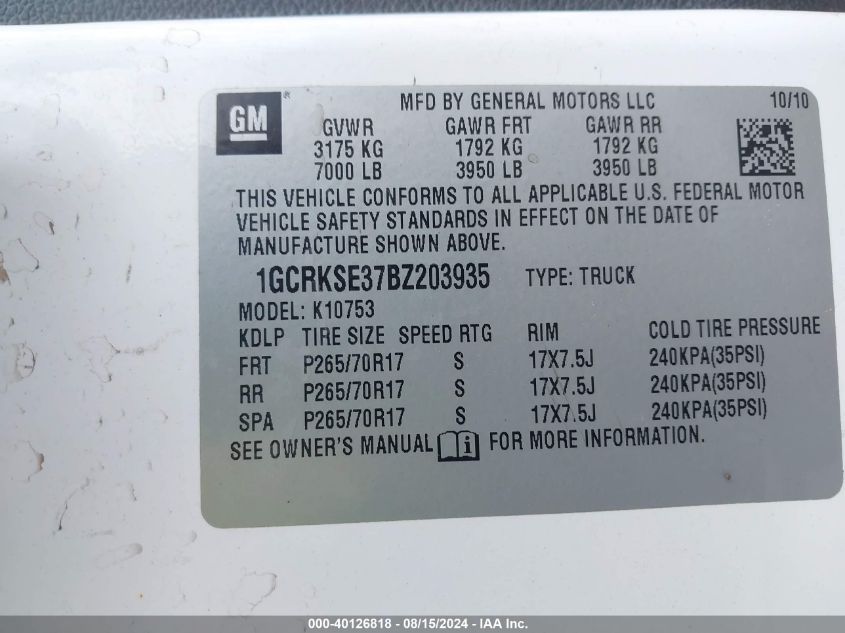 GM ® MFD BY GENERAL MOTORS LLC 10/10
GVWR GAWR FRT GAWR RR
3175 KG 1792 KG 1792 KG
7000 LB 3950 LB 3950 LB
THIS VEHICLE CONFORMS TO ALL APPLICABLE U.S. FEDERAL MOTOR
VEHICLE SAFETY STANDARDS IN EFFECT ON THE DATE OF
MANUFACTURE SHOWN ABOVE.
1GCRKSE37BZ203935 TYPE: TRUCK
MODEL: K10753
KDLP TIRE SIZE SPEED RTG RIM COLD TIRE PRESSURE
FRT P265/70R17 S 17X7.5J 240KPA(35PSI)
RR P265/70R17 S 17X7.5J 240KPA(35PSI)
SPA P265/70R17 S 17X7.5J 240KPA(35PSI)
SEE OWNER'S MANUAL i FOR MORE INFORMATION.
000-40126818 - 08/15/2024 - IAA Inc.